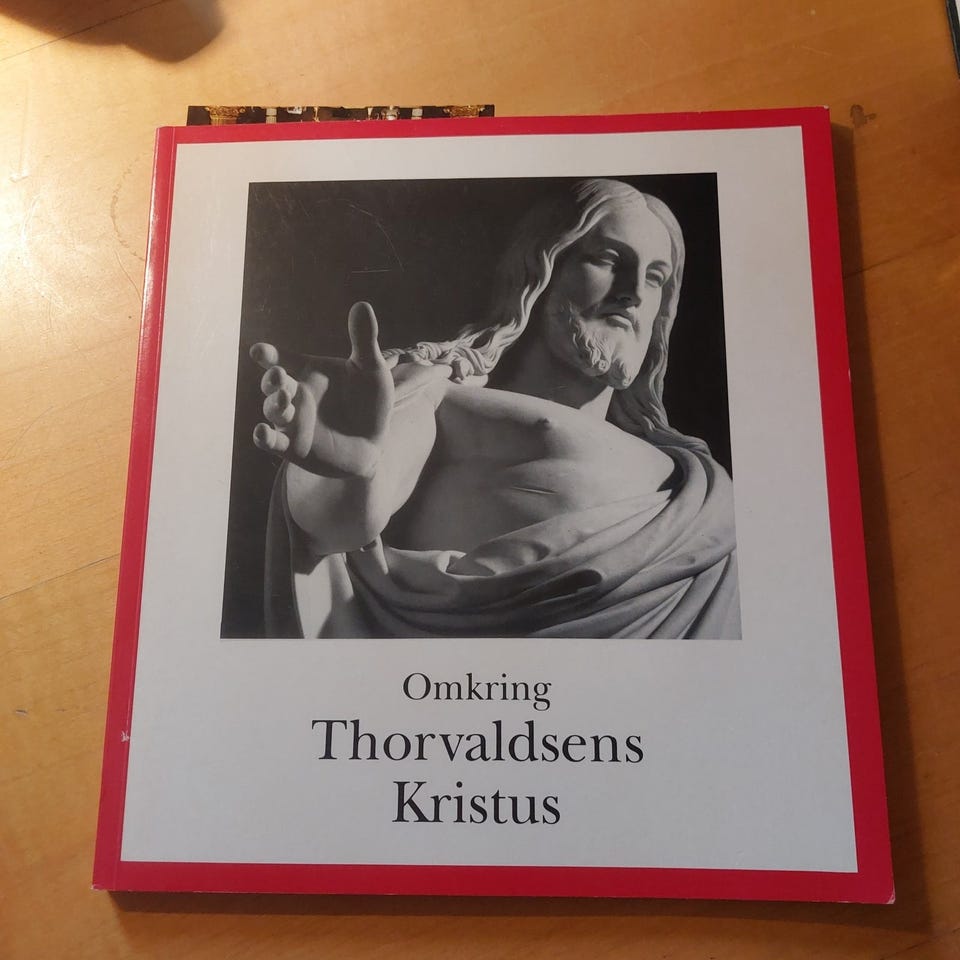 Omkring
Thorvaldsens
Kristus